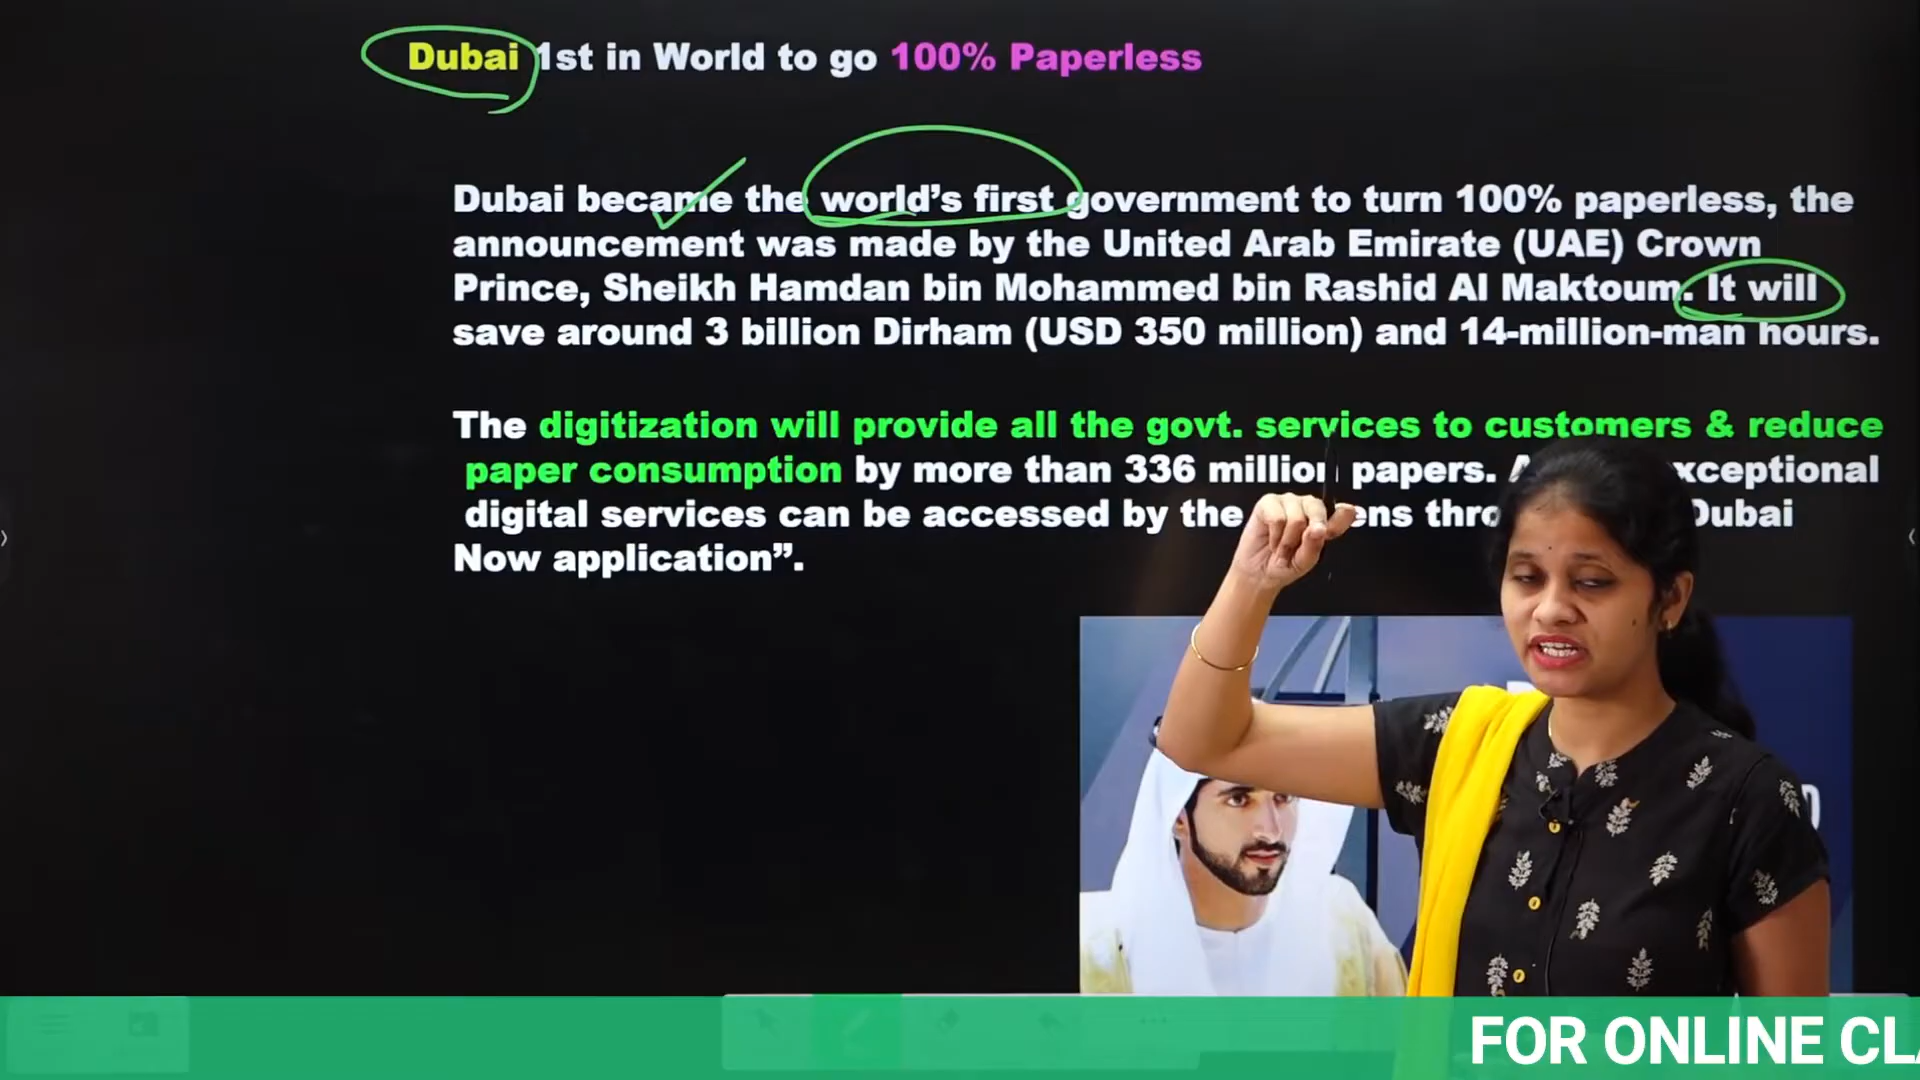 Dubai 1st in World to go 100% Paperless
Dubai became the world’s first government to turn 100% paperless, the
announcement was made by the United Arab Emirate (UAE) Crown
Prince, Sheikh Hamdan bin Mohammed bin Rashid Al Maktoum. It will
save around 3 billion Dirham (USD 350 million) and 14-million-man hours.
The digitization will provide all the govt. services to customers & reduce
paper consumption by more than 336 million papers.
digital services can be accessed by the Dubai
Now application”.
FOR ONLINE